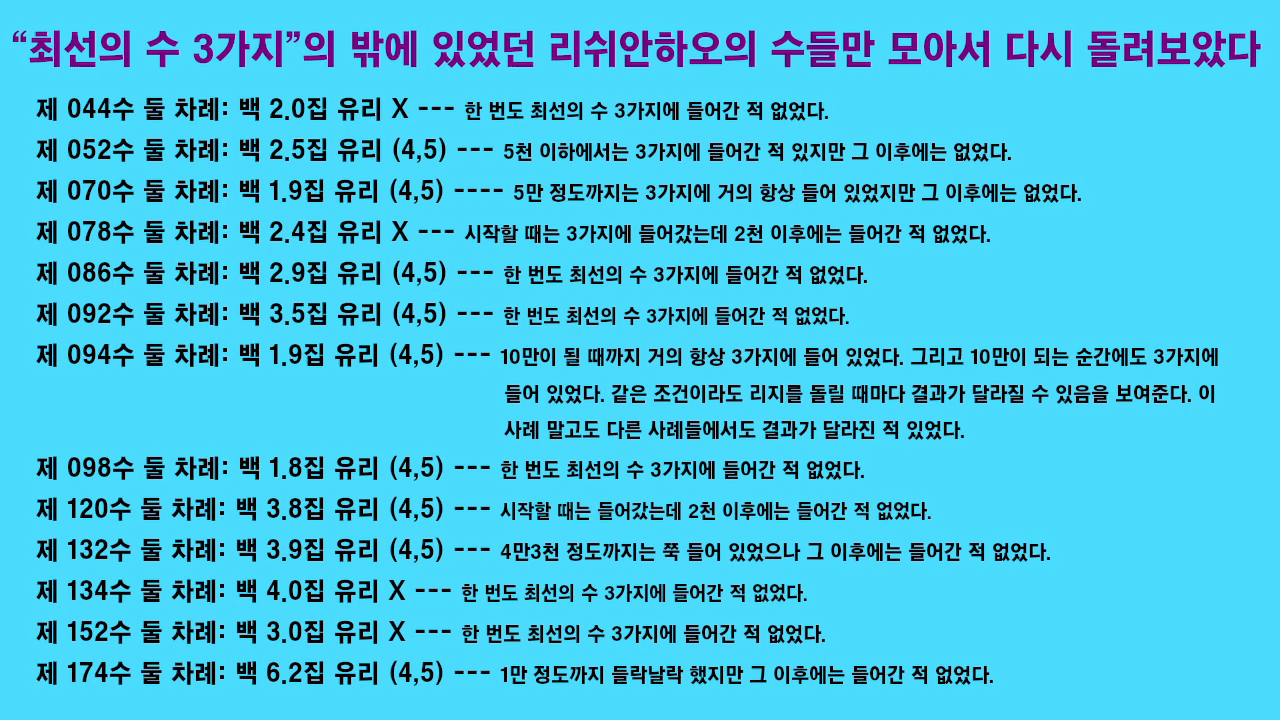 “최선의 수 3가지”의 밖에 있었던 리쉬안하오의 수들만 모아서 다시 돌려보았다
제 044수 둘 차례: 백 2.0집 유리 X --- 한 번도 최선의 수 3가지에 들어간 적 없었다.
제 052수 둘 차례: 백 2.5집 유리 (4,5) --- 5천 이하에서는 3가지에 들어간 적 있지만 그 이후에는 없었다.
제 070수 둘 차례: 백 1.9집 유리 (4,5) ---- 5만 정도까지는 3가지에 거의 항상 들어 있었지만 그 이후에는 없었다.
제 078수 둘 차례: 백 2.4집 유리 X --- 시작할 때는 3가지에 들어갔는데 2천 이후에는 들어간 적 없었다.
제 086수 둘 차례: 백 2.9집 유리 (4,5) --- 한 번도 최선의 수 3가지에 들어간 적 없었다.
제 092수 둘 차례: 백 3.5집 유리 (4,5) --- 한 번도 최선의 수 3가지에 들어간 적 없었다.
제 094수 둘 차례: 백 1.9집 유리 (4,5) --- 10만이 될 때까지 거의 항상 3가지에 들어 있었다. 그리고 10만이 되는 순간에도 3가지에
들어 있었다. 같은 조건이라도 리지를 돌릴 때마다 결과가 달라질 수 있음을 보여준다. 이
사례 말고도 다른 사례들에서도 결과가 달라진 적 있었다.
제 098수 둘 차례: 백 1.8집 유리 (4,5) --- 한 번도 최선의 수 3가지에 들어간 적 없었다.
제 120수 둘 차례: 백 3.8집 유리 (4,5) --- 시작할 때는 들어갔는데 2천 이후에는 들어간 적 없었다.
제 132수 둘 차례: 백 3.9집 유리 (4,5) --- 4만3천 정도까지는 쭉 들어 있었으나 그 이후에는 들어간 적 없었다.
제 134수 둘 차례: 백 4.0집 유리 X --- 한 번도 최선의 수 3가지에 들어간 적 없었다.
제 152수 둘 차례: 백 3.0집 유리 X --- 한 번도 최선의 수 3가지에 들어간 적 없었다.
제 174수 둘 차례: 백 6.2집 유리 (4,5) --- 1만 정도까지 들락날락 했지만 그 이후에는 들어간 적 없었다.